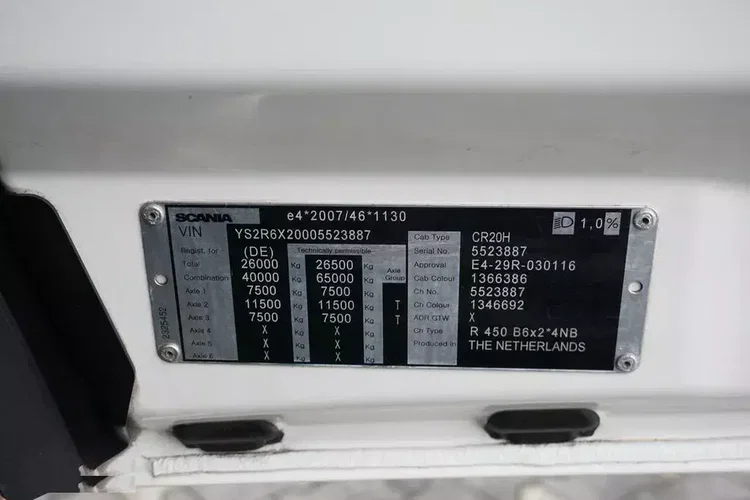 SCANIA e4*2007/46*1130 1,0%
VIN YS2R6X20005523887
Regist. for (DE) Technically permissible
Total 26000 Kg 26500 Kg Axle Group
Combination 40000 Kg 65000 Kg
Axle 1 7500 Kg 7500 Kg
Axle 2 11500 Kg 11500 Kg T
Axle 3 7500 Kg 7500 Kg T
Axle 4 X Kg X Kg
Axle 5 X Kg X Kg
Axle 6 X Kg X Kg
Cab Type CR20H
Serial No. 5523887
Approval E4-29R-030116
Cab Colour 1366386
Ch No. 5523887
Ch Colour 1346692
ADR GTW X
Ch Type R 450 B6x2*4NB
Produced in THE NETHERLANDS
2325452